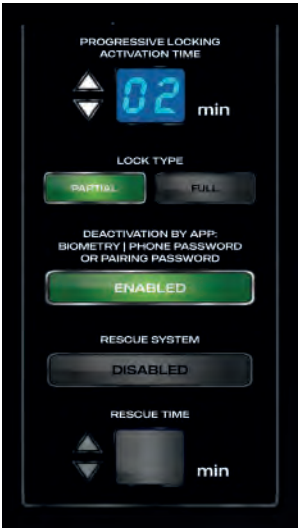 PROGRESSIVE LOCKING
ACTIVATION TIME
02 min
LOCK TYPE
PARTIAL FULL
DEACTIVATION BY APP:
BIOMETRY | PHONE PASSWORD
OR PAIRING PASSWORD
ENABLED
RESCUE SYSTEM
DISABLED
RESCUE TIME
min